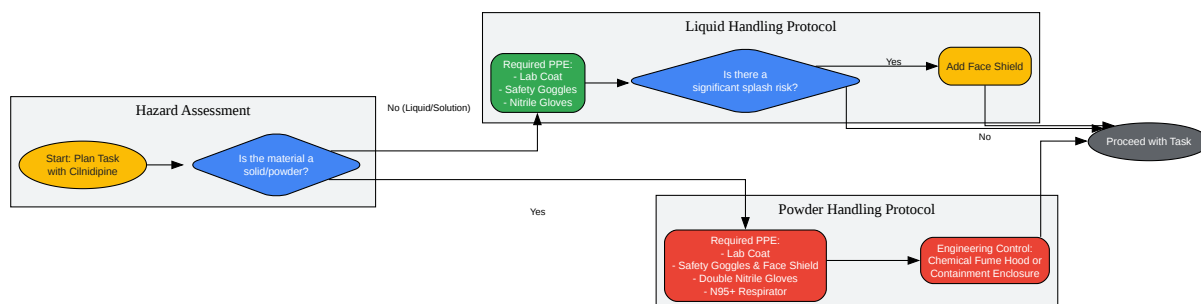 Hazard Assessment
Start: Plan Task
with Cilnidipine
Is the material a
solid/powder?
No (Liquid/Solution)
Yes
Liquid Handling Protocol
Required PPE:
- Lab Coat
- Safety Goggles
- Nitrile Gloves
Is there a
significant splash risk?
Yes
Add Face Shield
No
Proceed with Task
Powder Handling Protocol
Required PPE:
- Lab Coat
- Safety Goggles & Face Shield
- Double Nitrile Gloves
- N95+ Respirator
Engineering Control:
Chemical Fume Hood or
Containment Enclosure